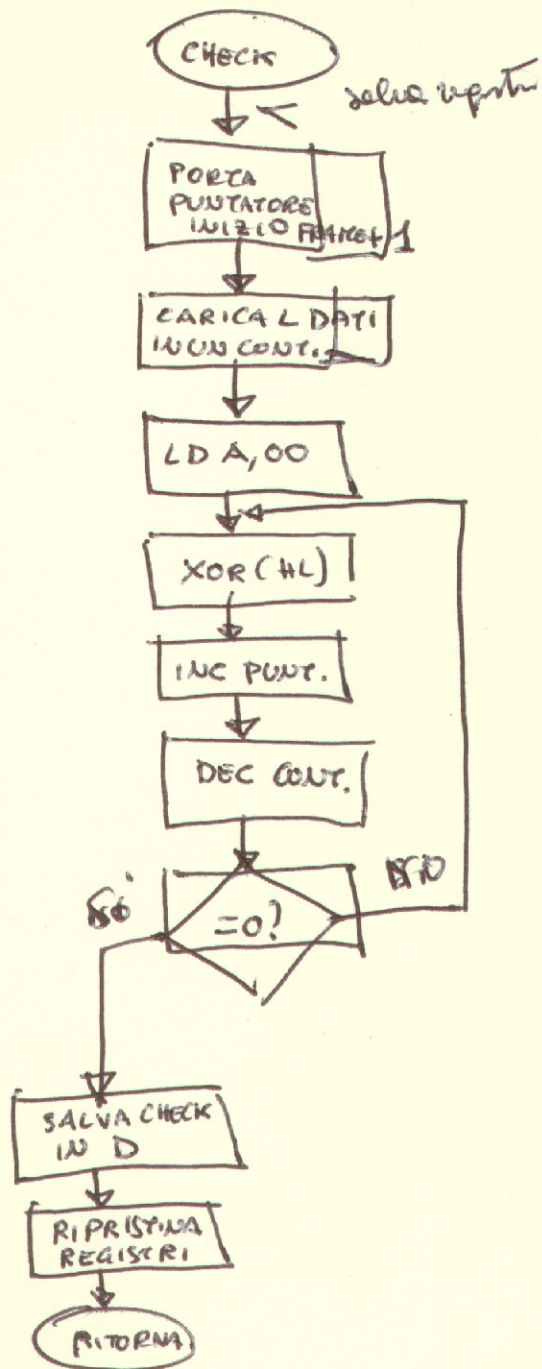 CHECK
salva registri
PORTA
PUNTATORE
INIZIO FRAME+1
CARICA L DATI
IN UN CONT.
LD A,00
XOR (HL)
INC PUNT.
DEC CONT.
NO
=0?
SALVA CHECK
IN D
RIPRISTINA
REGISTRI
RITORNA